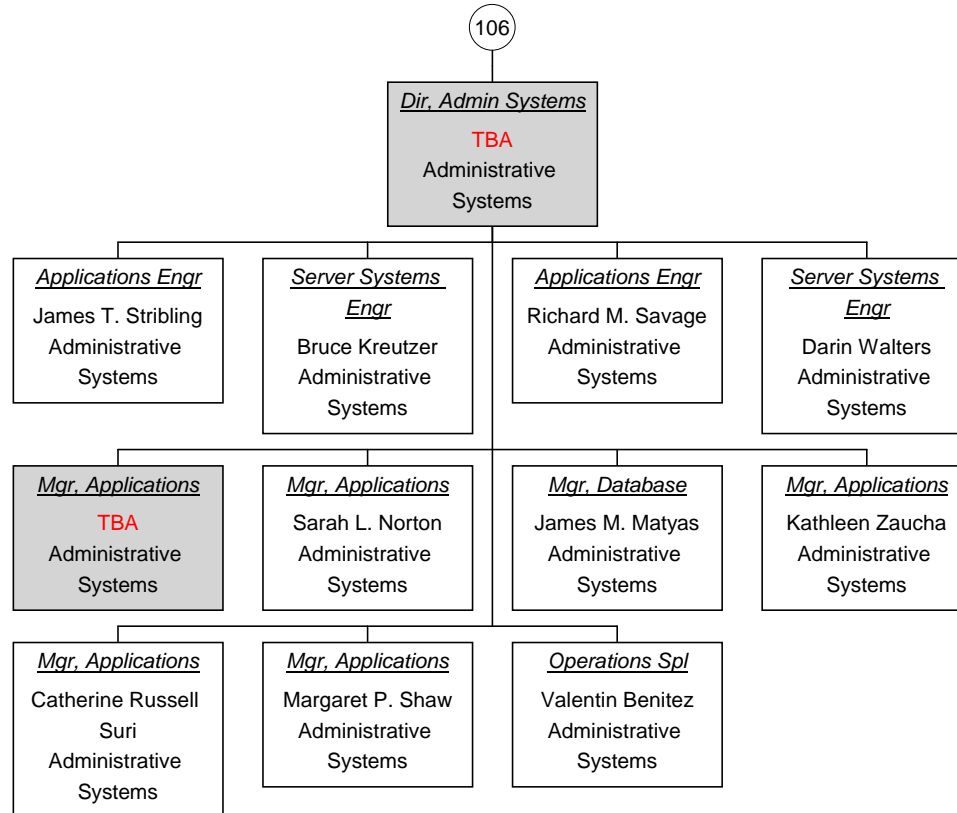 106
Dir, Admin Systems
TBA
Administrative
Systems
Applications Engr
James T. Stribling
Administrative
Systems
Server Systems
Engr
Bruce Kreutzer
Administrative
Systems
Applications Engr
Richard M. Savage
Administrative
Systems
Server Systems
Engr
Darin Walters
Administrative
Systems
Mgr, Applications
TBA
Administrative
Systems
Mgr, Applications
Sarah L. Norton
Administrative
Systems
Mgr, Database
James M. Matyas
Administrative
Systems
Mgr, Applications
Kathleen Zaucha
Administrative
Systems
Mgr, Applications
Catherine Russell
Suri
Administrative
Systems
Mgr, Applications
Margaret P. Shaw
Administrative
Systems
Operations Spl
Valentin Benitez
Administrative
Systems